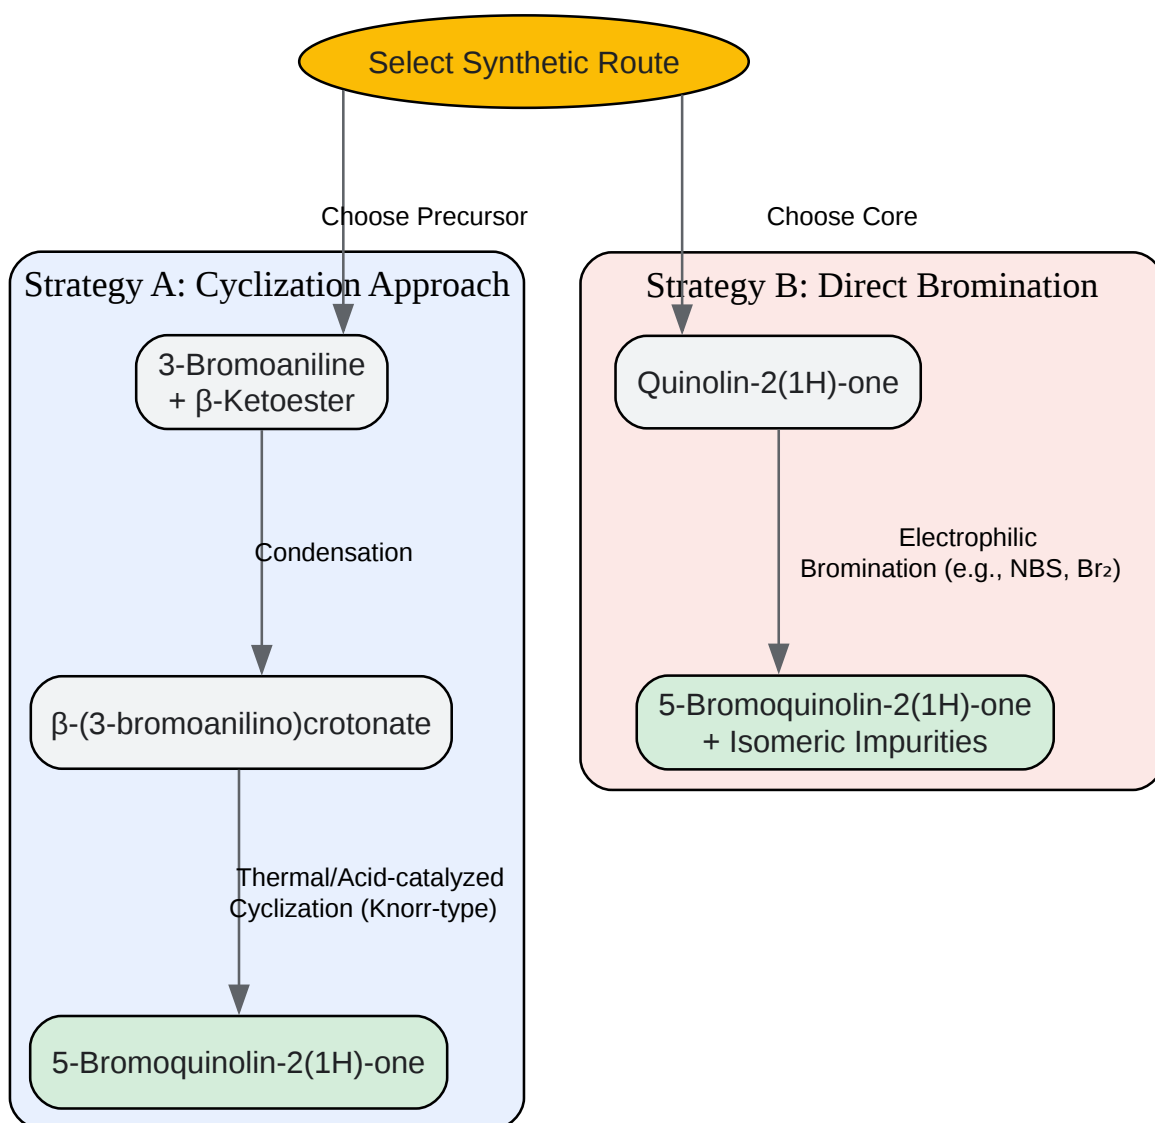 Select Synthetic Route
Choose Precursor
Choose Core
Strategy A: Cyclization Approach
3-Bromoaniline
+ β-Ketoester
Condensation
β-(3-bromoanilino)crotonate
Thermal/Acid-catalyzed
Cyclization (Knorr-type)
5-Bromoquinolin-2(1H)-one
Strategy B: Direct Bromination
Quinolin-2(1H)-one
Electrophilic
Bromination (e.g., NBS, Br₂)
5-Bromoquinolin-2(1H)-one
+ Isomeric Impurities